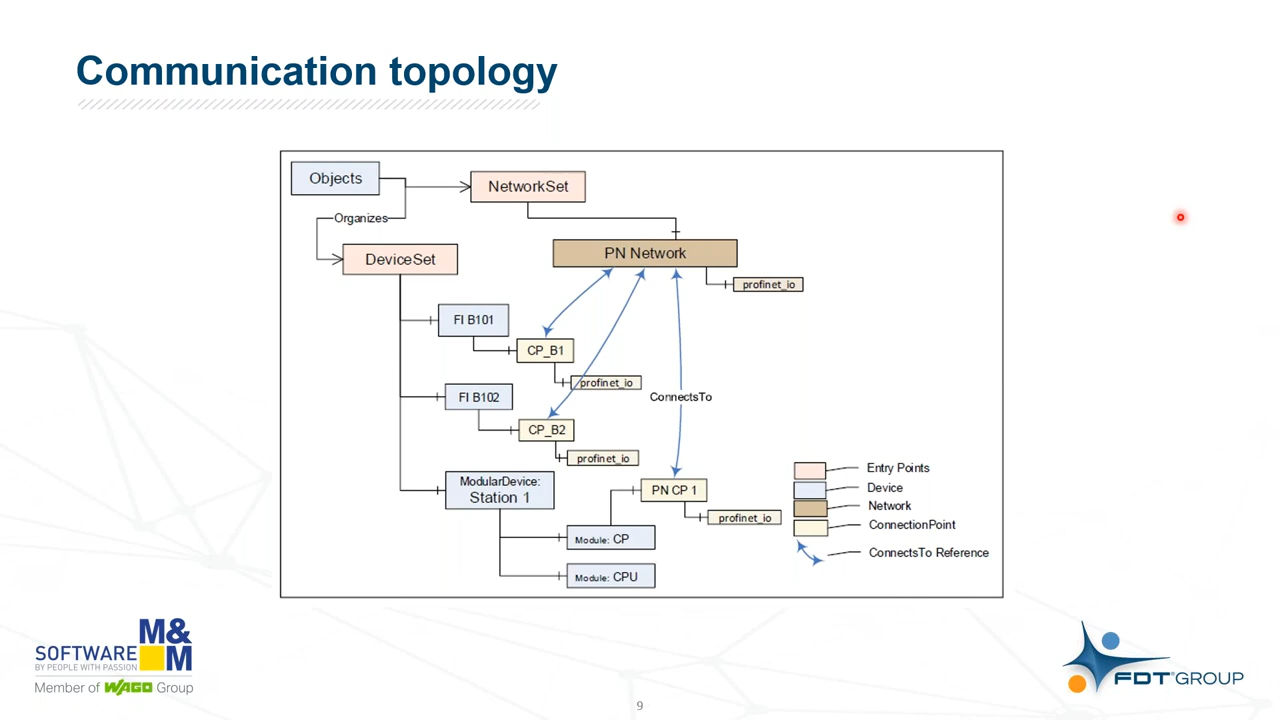 Communication topology
Objects
NetworkSet
Organizes
DeviceSet
PN Network
profinet_io
FI B101
CP_B1
profinet_io
ConnectsTo
FI B102
CP_B2
profinet_io
ModularDevice:
Station 1
PN CP 1
profinet_io
Module: CP
Module: CPU
Entry Points
Device
Network
ConnectionPoint
ConnectsTo Reference
M&M
SOFTWARE
BY PEOPLE WITH PASSION
Member of WAGO Group
9
FDT® GROUP